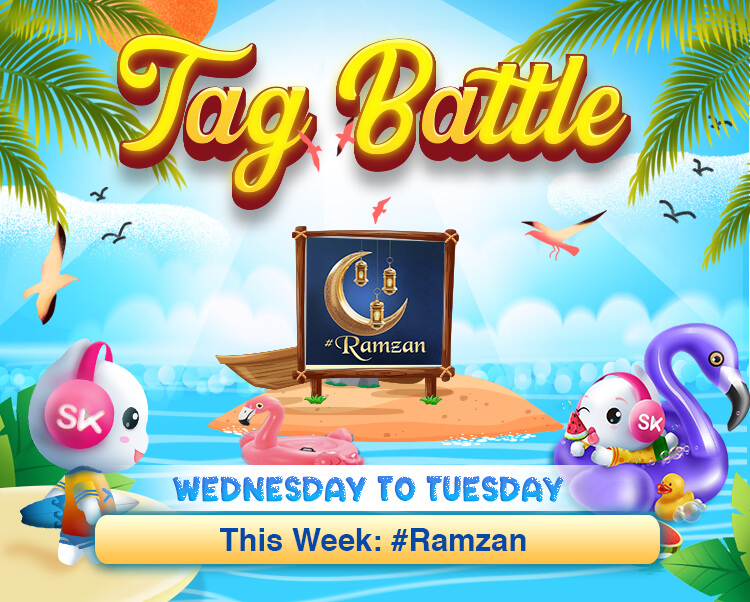 Tag Battle
#Ramzan
SK
SK
WEDNESDAY TO TUESDAY
This Week: #Ramzan